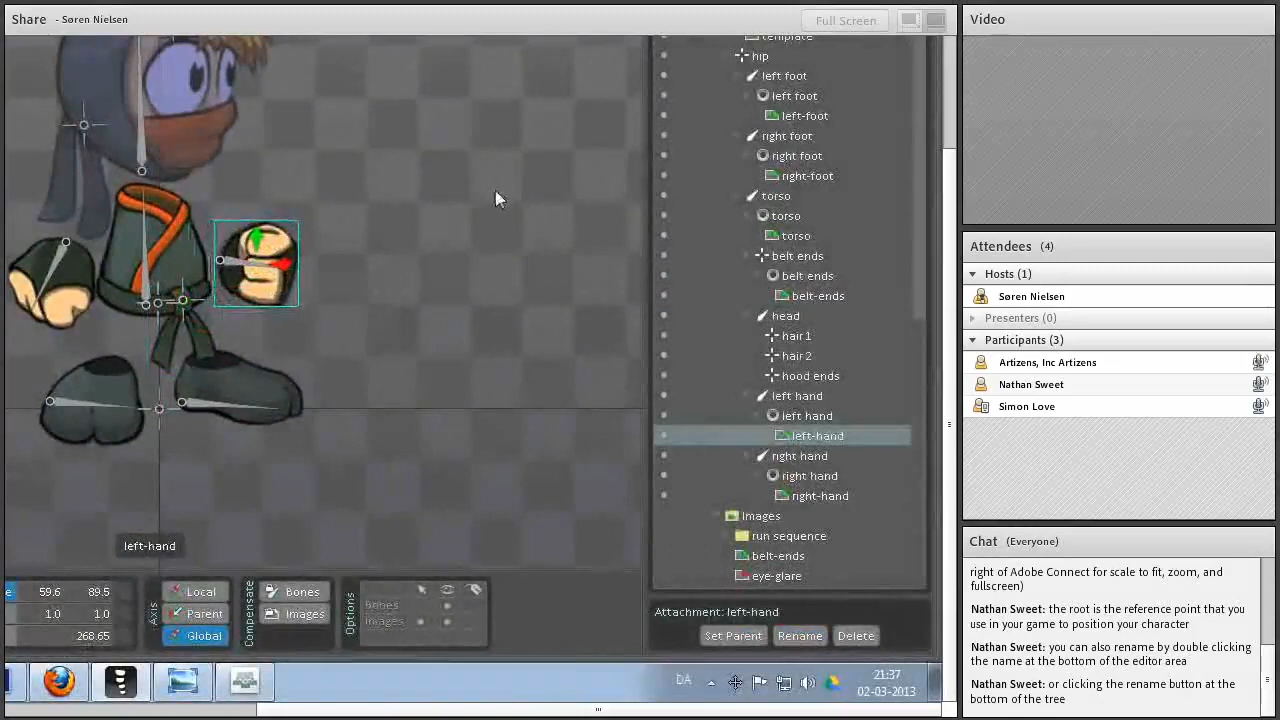 Share - Søren Nielsen
Full Screen
template
hip
left foot
left foot
left-foot
right foot
right foot
right-foot
torso
torso
torso
belt ends
belt ends
belt-ends
head
hair1
hair2
hood ends
left hand
left hand
left-hand
right hand
right hand
right-hand
Images
run sequence
belt-ends
eye-glare
left-hand
59.6 89.5
1.0 1.0
268.65
Axis
Local
Parent
Global
Compensate
Bones
Images
Options
Bones
Images
Attachment: left-hand
Set Parent Rename Delete
DA
21:37
02-03-2013
Video
Attendees (4)
Hosts (1)
Søren Nielsen
Presenters (0)
Participants (3)
Artizens, Inc Artizens
Nathan Sweet
Simon Love
Chat (Everyone)
right of Adobe Connect for scale to fit, zoom, and
fullscreen)
Nathan Sweet: the root is the reference point that you
use in your game to position your character
Nathan Sweet: you can also rename by double clicking
the name at the bottom of the editor area
Nathan Sweet: or clicking the rename button at the
bottom of the tree